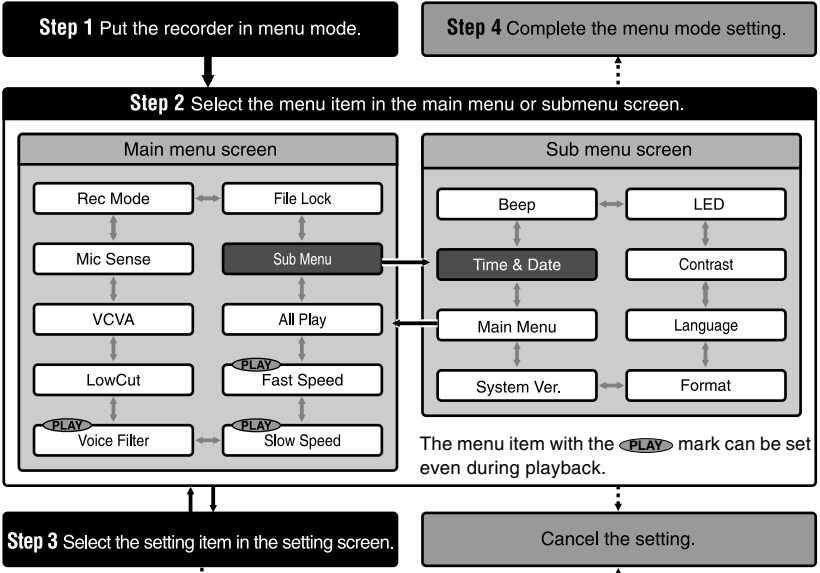 Step 1 Put the recorder in menu mode.
Step 4 Complete the menu mode setting.
Step 2 Select the menu item in the main menu or submenu screen.
Main menu screen
Rec Mode
File Lock
Mic Sense
Sub Menu
VCVA
All Play
LowCut
PLAY
Fast Speed
PLAY
Voice Filter
PLAY
Slow Speed
Sub menu screen
Beep
LED
Time & Date
Contrast
Main Menu
Language
System Ver.
Format
The menu item with the PLAY mark can be set
even during playback.
Step 3 Select the setting item in the setting screen.
Cancel the setting.